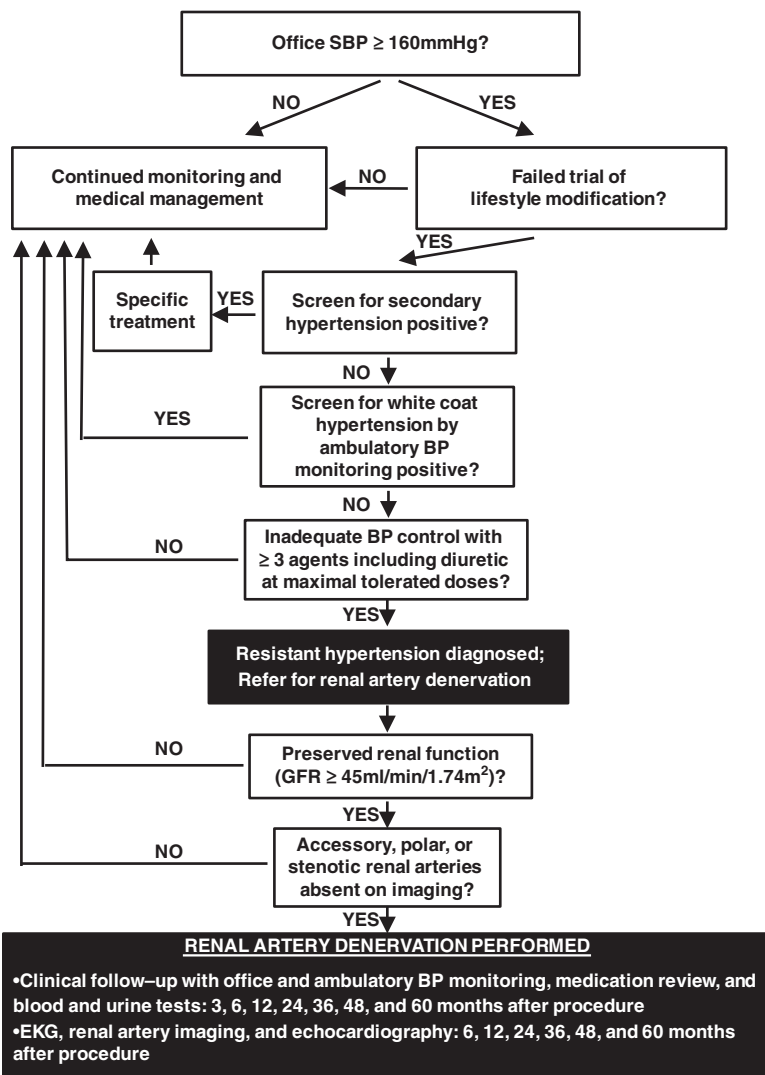 Office SBP ≥ 160mmHg?
NO
YES
Continued monitoring and
medical management
NO
Failed trial of
lifestyle modification?
YES
Specific
treatment
YES
Screen for secondary
hypertension positive?
NO
YES
Screen for white coat
hypertension by
ambulatory BP
monitoring positive?
NO
NO
Inadequate BP control with
≥ 3 agents including diuretic
at maximal tolerated doses?
YES
Resistant hypertension diagnosed;
Refer for renal artery denervation
NO
Preserved renal function
(GFR ≥ 45ml/min/1.74m²)?
YES
NO
Accessory, polar, or
stenotic renal arteries
absent on imaging?
YES
RENAL ARTERY DENERVATION PERFORMED
•Clinical follow–up with office and ambulatory BP monitoring, medication review, and
blood and urine tests: 3, 6, 12, 24, 36, 48, and 60 months after procedure
•EKG, renal artery imaging, and echocardiography: 6, 12, 24, 36, 48, and 60 months
after procedure